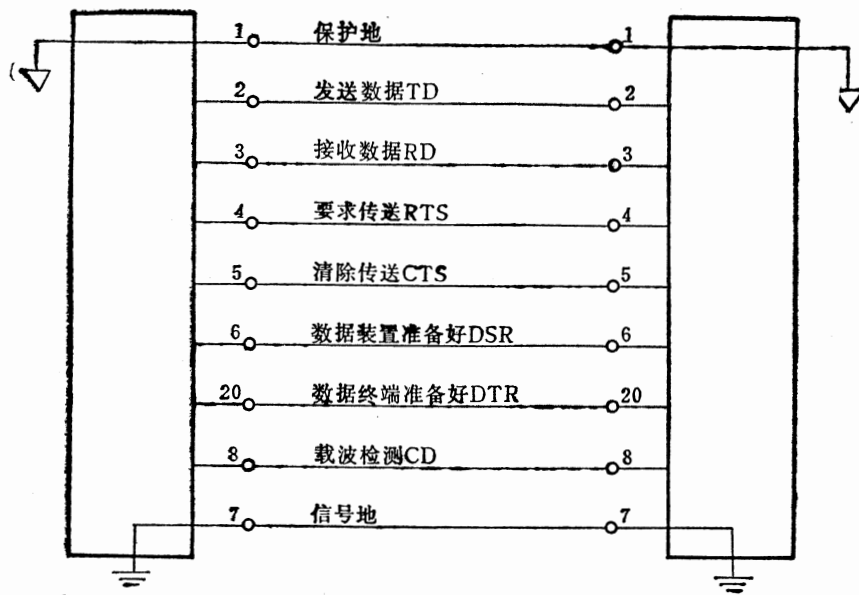 1 保护地 1
2 发送数据TD 2
3 接收数据RD 3
4 要求传送RTS 4
5 清除传送CTS 5
6 数据装置准备好DSR 6
20 数据终端准备好DTR 20
8 载波检测CD 8
7 信号地 7